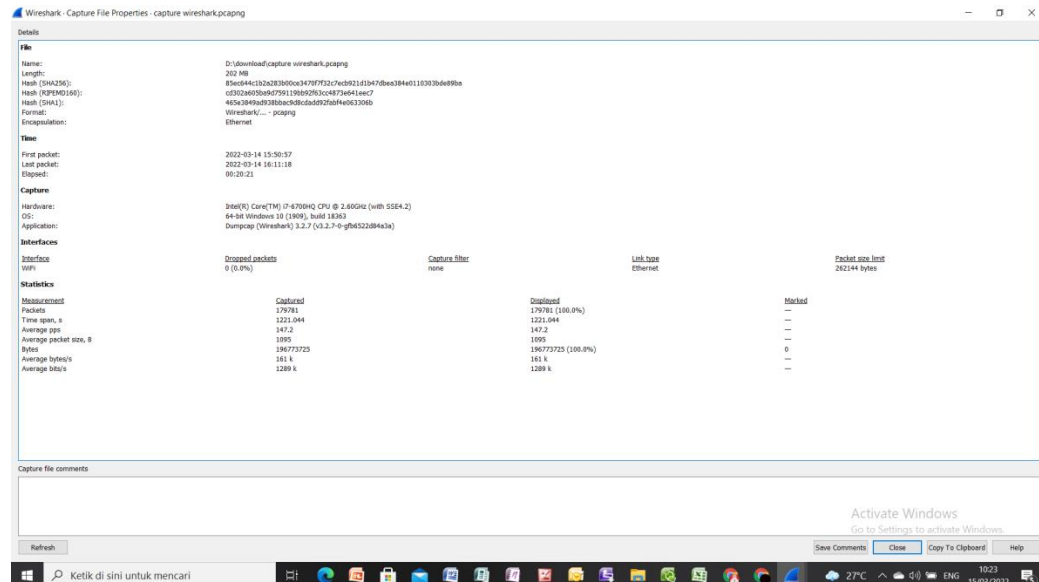 Wireshark · Capture File Properties · capture wireshark.pcapng
Details
File
Name: D:\download\capture wireshark.pcapng
Length: 202 MB
Hash (SHA256): 85ec644c1b2a283b00ce3470f7f32c7ecb921d1b47dbea384e0110303bde89ba
Hash (RIPEMD160): cd302a605ba9d759119bb92f63cc4873e641eec7
Hash (SHA1): 465e3849ad938bbac9d8cdadd92fabf4e063306b
Format: Wireshark/... - pcapng
Encapsulation: Ethernet
Time
First packet: 2022-03-14 15:50:57
Last packet: 2022-03-14 16:11:18
Elapsed: 00:20:21
Capture
Hardware: Intel(R) Core(TM) i7-6700HQ CPU @ 2.60GHz (with SSE4.2)
OS: 64-bit Windows 10 (1909), build 18363
Application: Dumpcap (Wireshark) 3.2.7 (v3.2.7-0-gfb6522d84a3a)
Interfaces
Interface Dropped packets Capture filter Link type Packet size limit
WiFi 0 (0.0%) none Ethernet 262144 bytes
Statistics
Measurement Captured Displayed Marked
Packets 179781 179781 (100.0%) —
Time span, s 1221.044 1221.044 —
Average pps 147.2 147.2 —
Average packet size, B 1095 1095 —
Bytes 196773725 196773725 (100.0%) 0
Average bytes/s 161 k 161 k —
Average bits/s 1289 k 1289 k —
Capture file comments
Activate Windows
Go to Settings to activate Windows.
Refresh Save Comments Close Copy To Clipboard Help
Ketik di sini untuk mencari 27°C ENG 10:23
15/03/2022